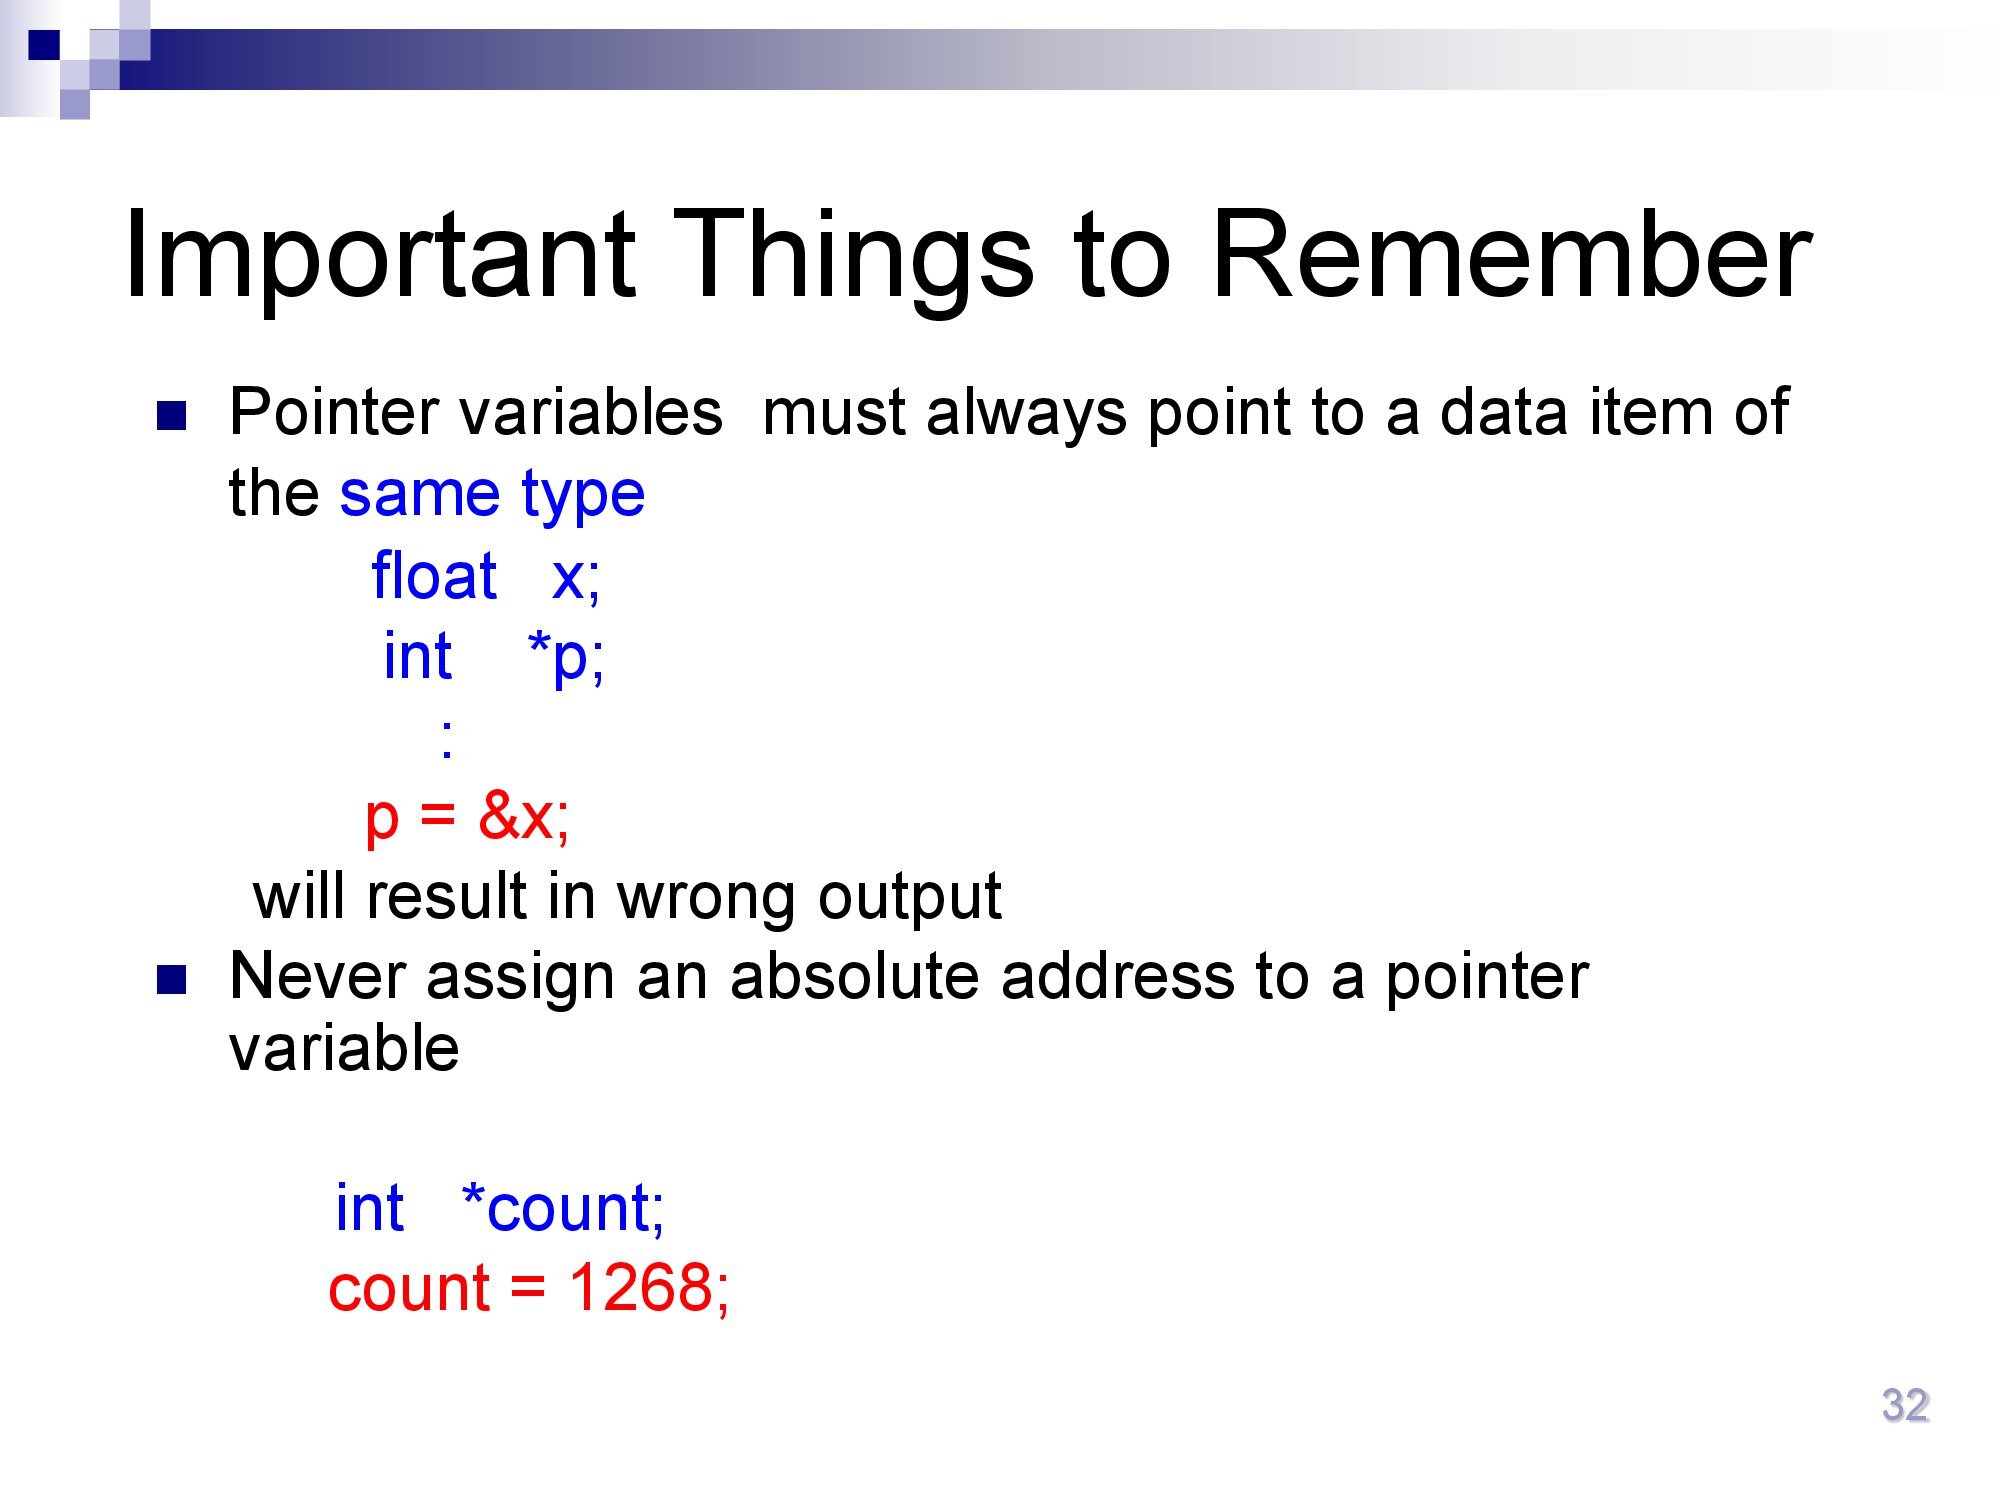 Important Things to Remember
Pointer variables must always point to a data item of
the same type
float x;
int *p;
:
p = &x;
will result in wrong output
Never assign an absolute address to a pointer
variable
int *count;
count = 1268;
32